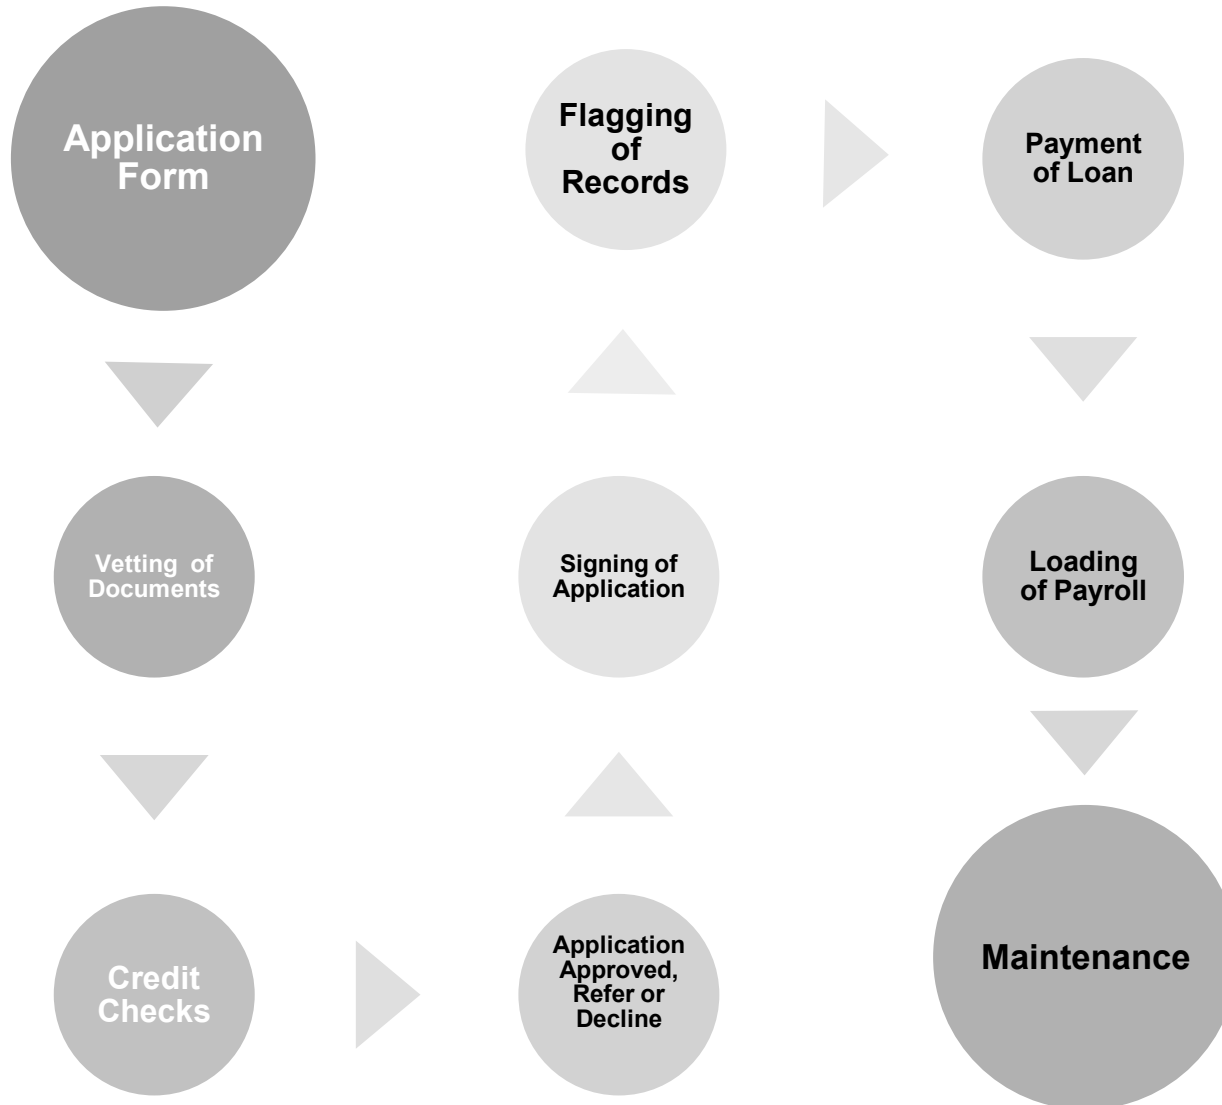 Application
Form
Vetting of
Documents
Credit
Checks
Application
Approved,
Refer or
Decline
Signing of
Application
Flagging
of
Records
Payment
of Loan
Loading
of Payroll
Maintenance